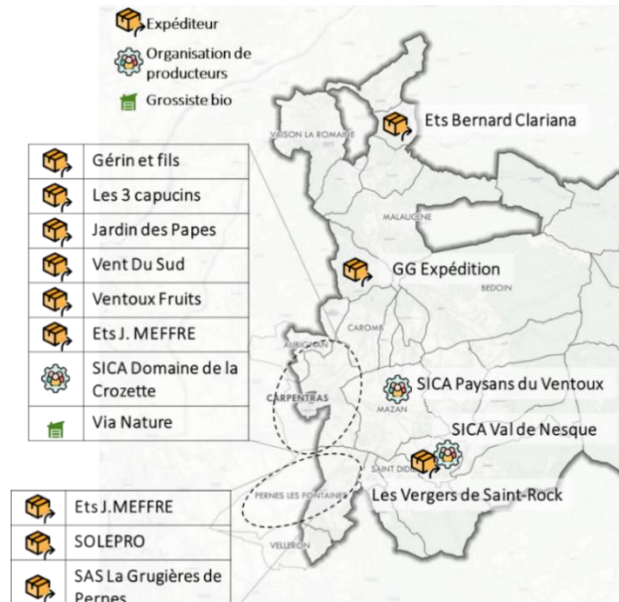 Expéditeur
Organisation de
producteurs
Grossiste bio
Ets Bernard Clariana
VAISON LA ROMAINE
Gérin et fils
Les 3 capucins
Jardin des Papes
Vent Du Sud
Ventoux Fruits
Ets J. MEFFRE
SICA Domaine de la
Crozette
Via Nature
MALAUCENE
GG Expédition
BEDOIN
CAROMB
AUBIGNAN
SICA Paysans du Ventoux
CARPENTRAS
MAZAN
SICA Val de Nesque
SAINT DIDI
Les Vergers de Saint-Rock
PERNES LES FONTAINES
VELLERON
Ets J.MEFFRE
SOLEPRO
SAS La Grugières de
Pernes